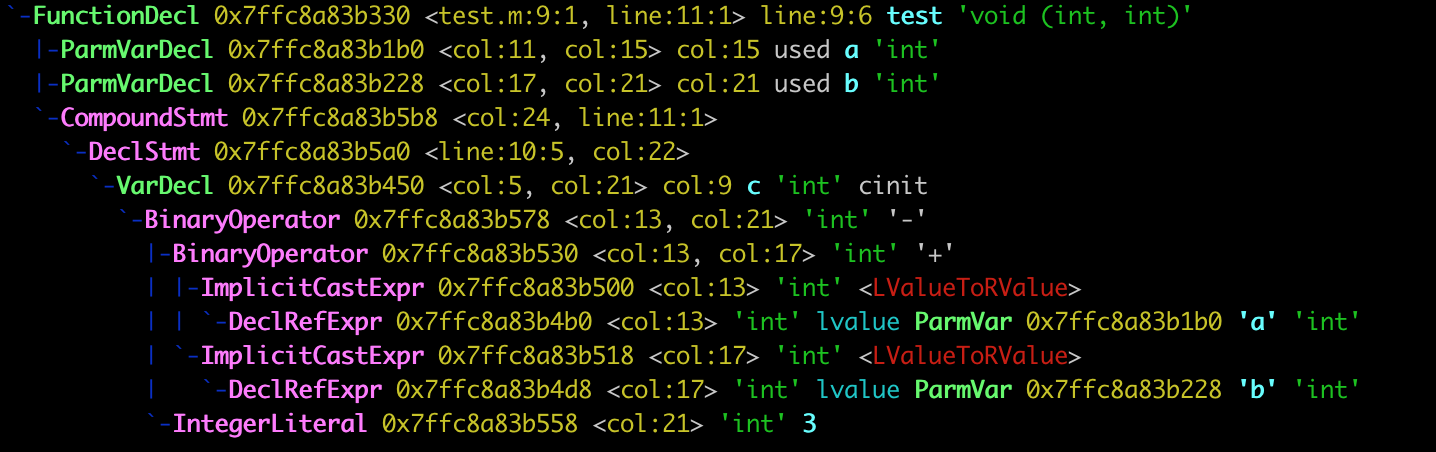 `-FunctionDecl 0x7ffc8a83b330 <test.m:9:1, line:11:1> line:9:6 test 'void (int, int)'
  |-ParmVarDecl 0x7ffc8a83b1b0 <col:11, col:15> col:15 used a 'int'
  |-ParmVarDecl 0x7ffc8a83b228 <col:17, col:21> col:21 used b 'int'
  `-CompoundStmt 0x7ffc8a83b5b8 <col:24, line:11:1>
    `-DeclStmt 0x7ffc8a83b5a0 <line:10:5, col:22>
      `-VarDecl 0x7ffc8a83b450 <col:5, col:21> col:9 c 'int' cinit
        `-BinaryOperator 0x7ffc8a83b578 <col:13, col:21> 'int' '-'
          |-BinaryOperator 0x7ffc8a83b530 <col:13, col:17> 'int' '+'
          | |-ImplicitCastExpr 0x7ffc8a83b500 <col:13> 'int' <LValueToRValue>
          | | `-DeclRefExpr 0x7ffc8a83b4b0 <col:13> 'int' lvalue ParmVar 0x7ffc8a83b1b0 'a' 'int'
          | `-ImplicitCastExpr 0x7ffc8a83b518 <col:17> 'int' <LValueToRValue>
          |   `-DeclRefExpr 0x7ffc8a83b4d8 <col:17> 'int' lvalue ParmVar 0x7ffc8a83b228 'b' 'int'
          `-IntegerLiteral 0x7ffc8a83b558 <col:21> 'int' 3